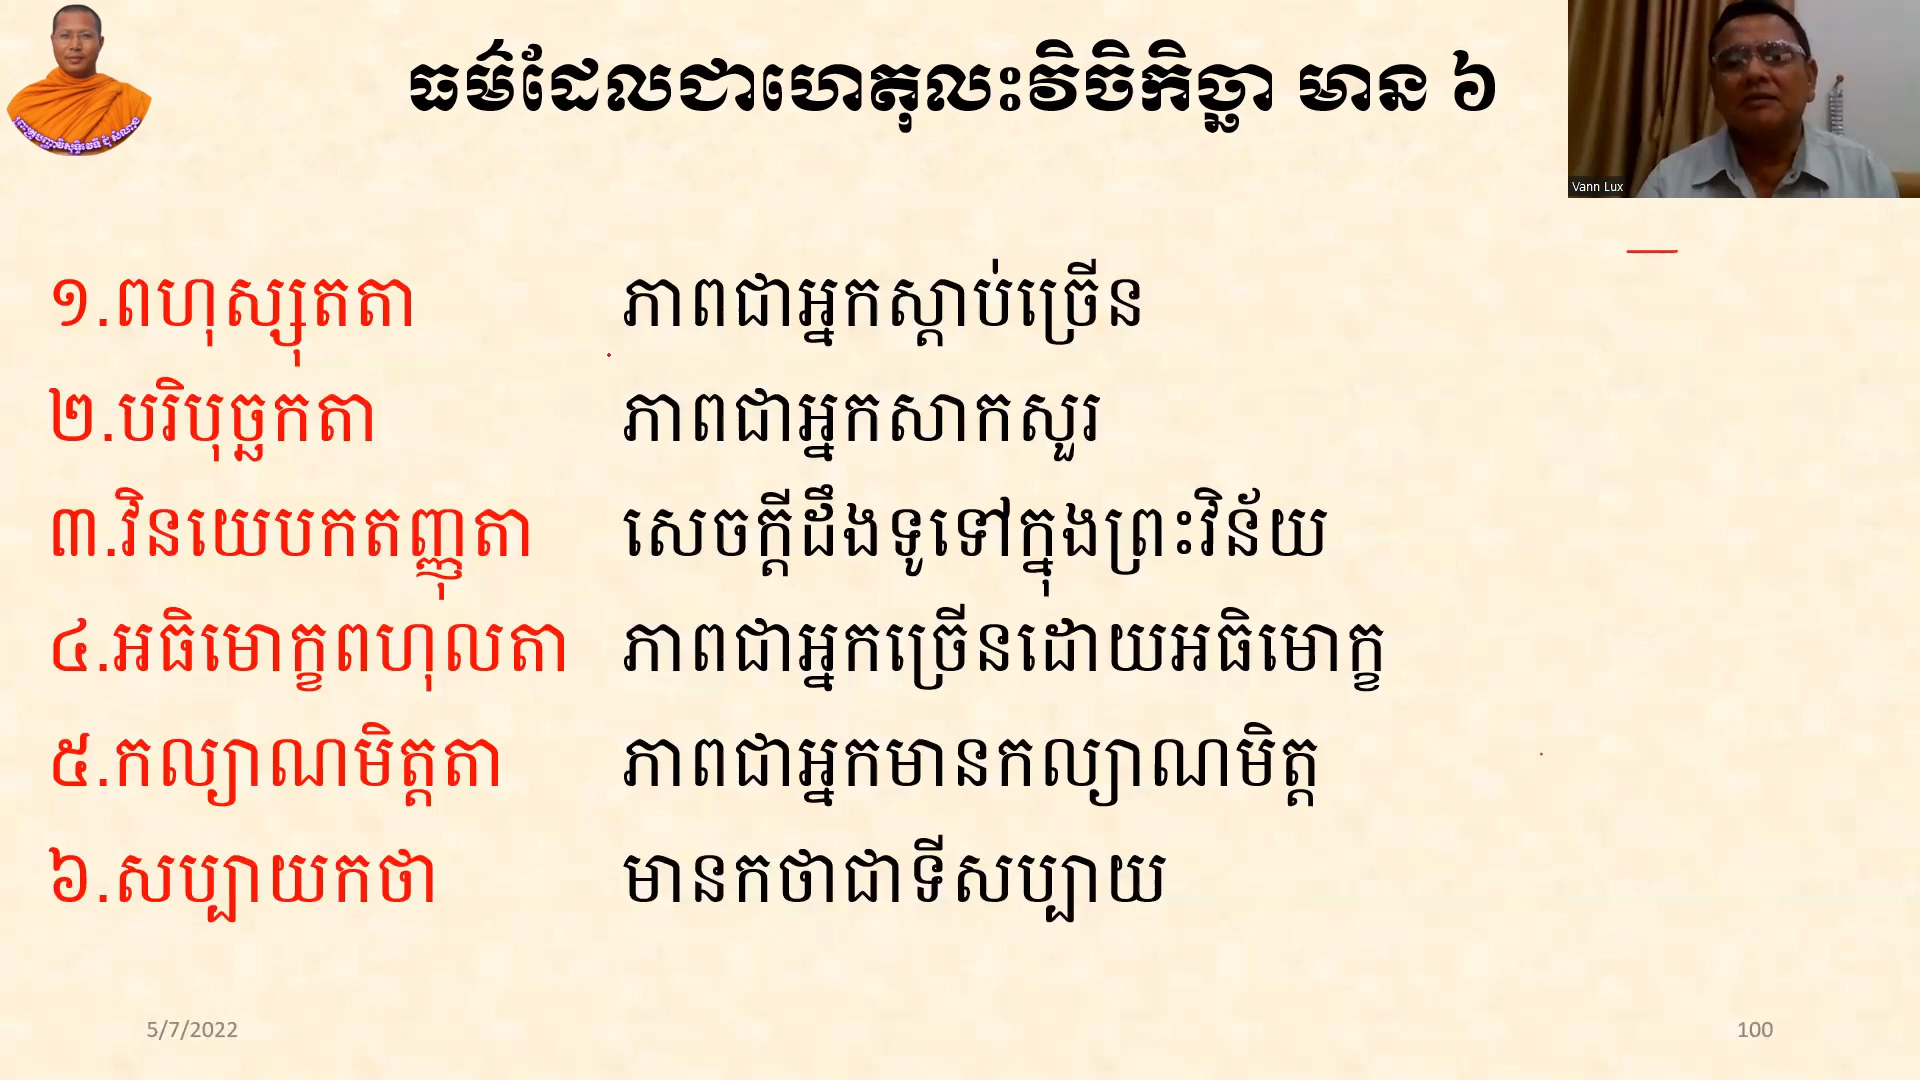 ធម៌ដែលជាហេតុលះវិចិកិច្ឆា មាន ៦
Vann Lux
១.ពហុស្សុតតា ភាពជាអ្នកស្តាប់ច្រើន
២.បរិបុច្ឆកតា ភាពជាអ្នកសាកសួរ
៣.វិនយេបកតញ្ញុតា សេចក្តីដឹងទូទៅក្នុងព្រះវិន័យ
៤.អធិមោក្ខពហុលតា ភាពជាអ្នកច្រើនដោយអធិមោក្ខ
៥.កល្យាណមិត្តតា ភាពជាអ្នកមានកល្យាណមិត្ត
៦.សប្បាយកថា មានកថាជាទីសប្បាយ
5/7/2022 100